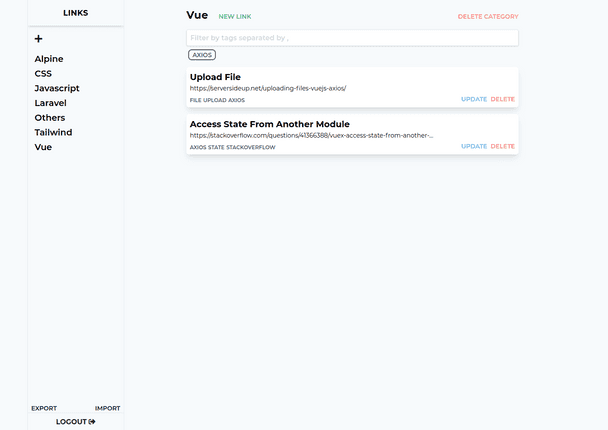 LINKS
+
Alpine
CSS
Javascript
Laravel
Others
Tailwind
Vue
EXPORT IMPORT
LOGOUT
Vue NEW LINK DELETE CATEGORY
Filter by tags separated by ,
AXIOS
Upload File
https://serversideup.net/uploading-files-vuejs-axios/
FILE UPLOAD AXIOS UPDATE DELETE
Access State From Another Module
https://stackoverflow.com/questions/41366388/vuex-access-state-from-another-...
AXIOS STATE STACKOVERFLOW UPDATE DELETE